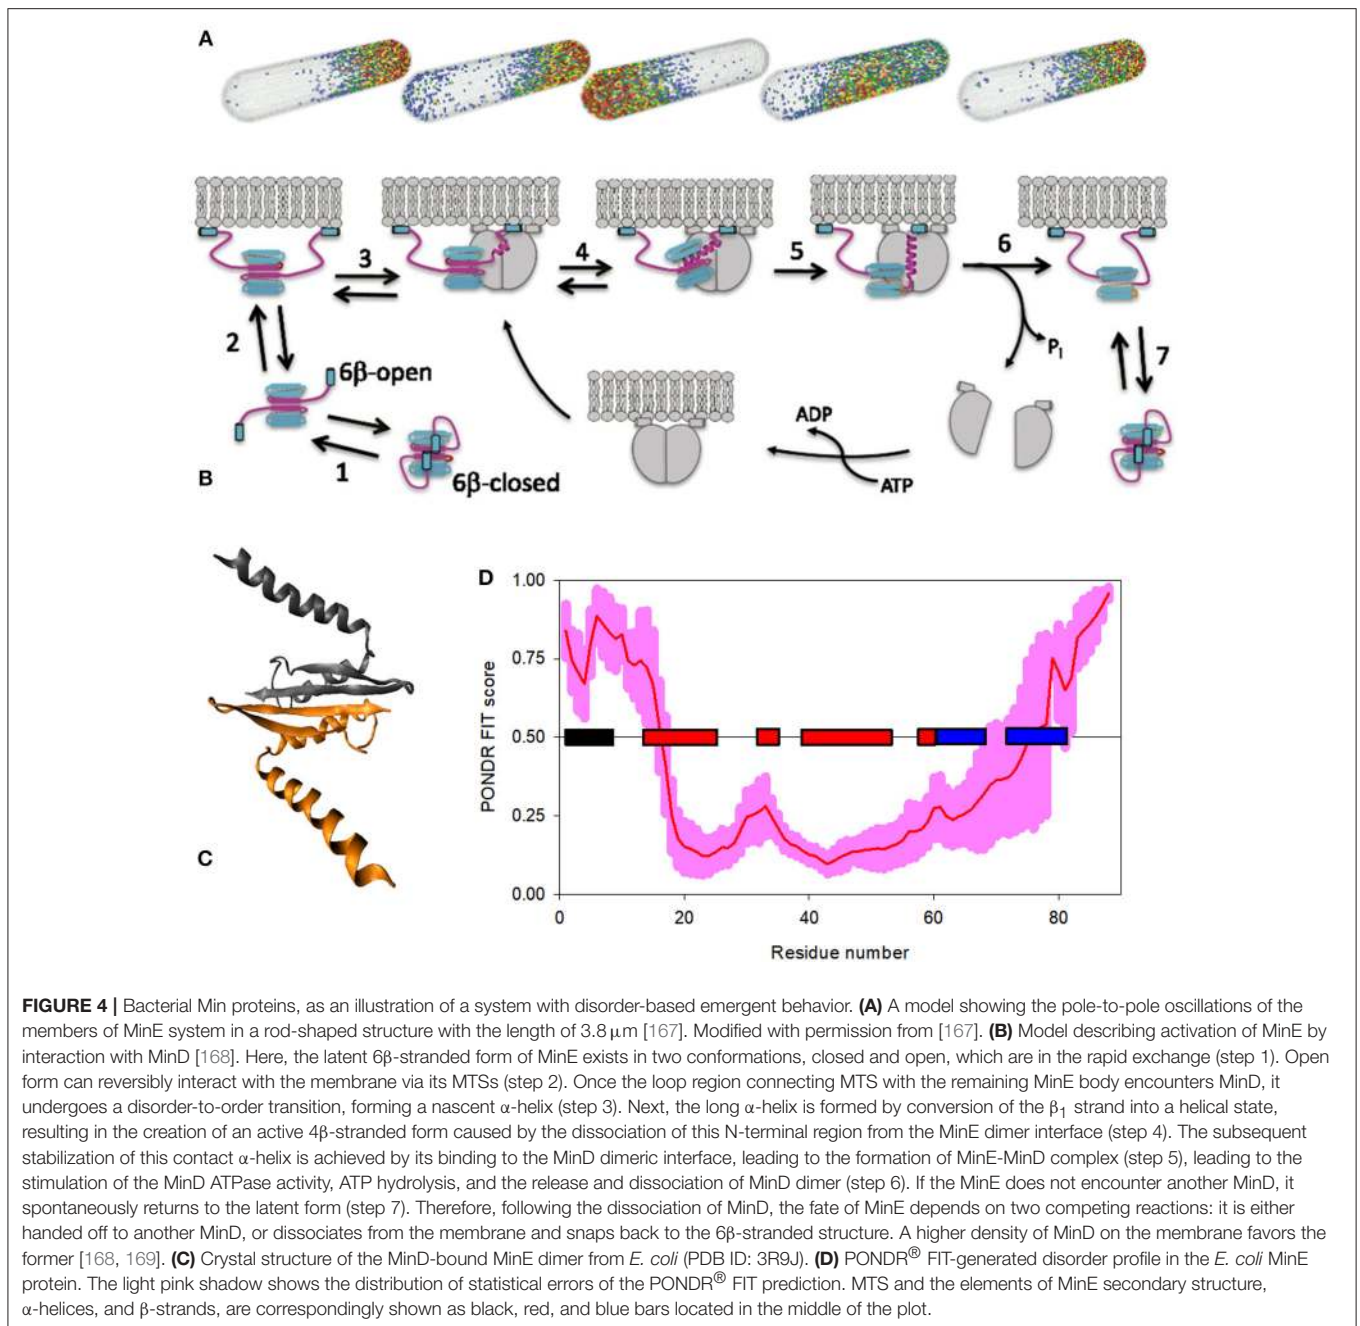 A
3
4
5
6
2
6β-open
P_I
7
ADP
1
6β-closed
ATP
B
C
D
1.00
0.75
0.50
0.25
0.00
PONDR FIT score
0
20
40
60
80
Residue number
FIGURE 4 | Bacterial Min proteins, as an illustration of a system with disorder-based emergent behavior. (A) A model showing the pole-to-pole oscillations of the
members of MinE system in a rod-shaped structure with the length of 3.8 μm [167]. Modified with permission from [167]. (B) Model describing activation of MinE by
interaction with MinD [168]. Here, the latent 6β-stranded form of MinE exists in two conformations, closed and open, which are in the rapid exchange (step 1). Open
form can reversibly interact with the membrane via its MTSs (step 2). Once the loop region connecting MTS with the remaining MinE body encounters MinD, it
undergoes a disorder-to-order transition, forming a nascent α-helix (step 3). Next, the long α-helix is formed by conversion of the β1 strand into a helical state,
resulting in the creation of an active 4β-stranded form caused by the dissociation of this N-terminal region from the MinE dimer interface (step 4). The subsequent
stabilization of this contact α-helix is achieved by its binding to the MinD dimeric interface, leading to the formation of MinE-MinD complex (step 5), leading to the
stimulation of the MinD ATPase activity, ATP hydrolysis, and the release and dissociation of MinD dimer (step 6). If the MinE does not encounter another MinD, it
spontaneously returns to the latent form (step 7). Therefore, following the dissociation of MinD, the fate of MinE depends on two competing reactions: it is either
handed off to another MinD, or dissociates from the membrane and snaps back to the 6β-stranded structure. A higher density of MinD on the membrane favors the
former [168, 169]. (C) Crystal structure of the MinD-bound MinE dimer from E. coli (PDB ID: 3R9J). (D) PONDR® FIT-generated disorder profile in the E. coli MinE
protein. The light pink shadow shows the distribution of statistical errors of the PONDR® FIT prediction. MTS and the elements of MinE secondary structure,
α-helices, and β-strands, are correspondingly shown as black, red, and blue bars located in the middle of the plot.